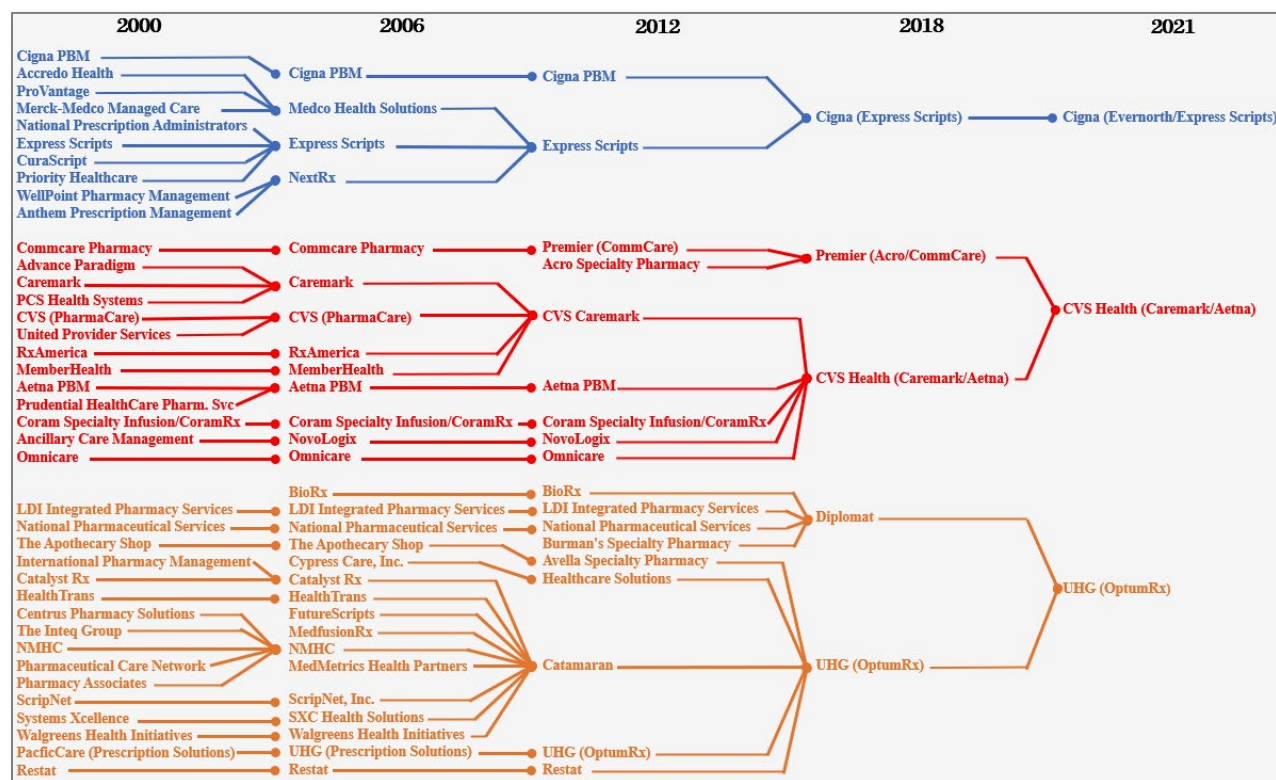 2000 2006 2012 2018 2021
Cigna PBM
Accredo Health
ProVantage
Merck-Medco Managed Care
National Prescription Administrators
Express Scripts
CuraScript
Priority Healthcare
WellPoint Pharmacy Management
Anthem Prescription Management
Cigna PBM
Medco Health Solutions
Express Scripts
NextRx
Cigna PBM
Express Scripts
Cigna (Express Scripts)
Cigna (Evernorth/Express Scripts)
Commcare Pharmacy
Advance Paradigm
Caremark
PCS Health Systems
CVS (PharmaCare)
United Provider Services
RxAmerica
MemberHealth
Aetna PBM
Prudential HealthCare Pharm. Svc
Coram Specialty Infusion/CoramRx
Ancillary Care Management
Omnicare
Commcare Pharmacy
Caremark
CVS (PharmaCare)
RxAmerica
MemberHealth
Aetna PBM
Coram Specialty Infusion/CoramRx
NovoLogix
Omnicare
Premier (CommCare)
Acro Specialty Pharmacy
CVS Caremark
Aetna PBM
Coram Specialty Infusion/CoramRx
NovoLogix
Omnicare
Premier (Acro/CommCare)
CVS Health (Caremark/Aetna)
CVS Health (Caremark/Aetna)
LDI Integrated Pharmacy Services
National Pharmaceutical Services
The Apothecary Shop
International Pharmacy Management
Catalyst Rx
HealthTrans
Centrus Pharmacy Solutions
The Inteq Group
NMHC
Pharmaceutical Care Network
Pharmacy Associates
ScripNet
Systems Xcellence
Walgreens Health Initiatives
PacficCare (Prescription Solutions)
Restat
BioRx
LDI Integrated Pharmacy Services
National Pharmaceutical Services
The Apothecary Shop
Cypress Care, Inc.
Catalyst Rx
HealthTrans
FutureScripts
MedfusionRx
NMHC
MedMetrics Health Partners
ScripNet, Inc.
SXC Health Solutions
Walgreens Health Initiatives
UHG (Prescription Solutions)
Restat
BioRx
LDI Integrated Pharmacy Services
National Pharmaceutical Services
Burman's Specialty Pharmacy
Avella Specialty Pharmacy
Healthcare Solutions
Catamaran
UHG (OptumRx)
Restat
Diplomat
UHG (OptumRx)
UHG (OptumRx)